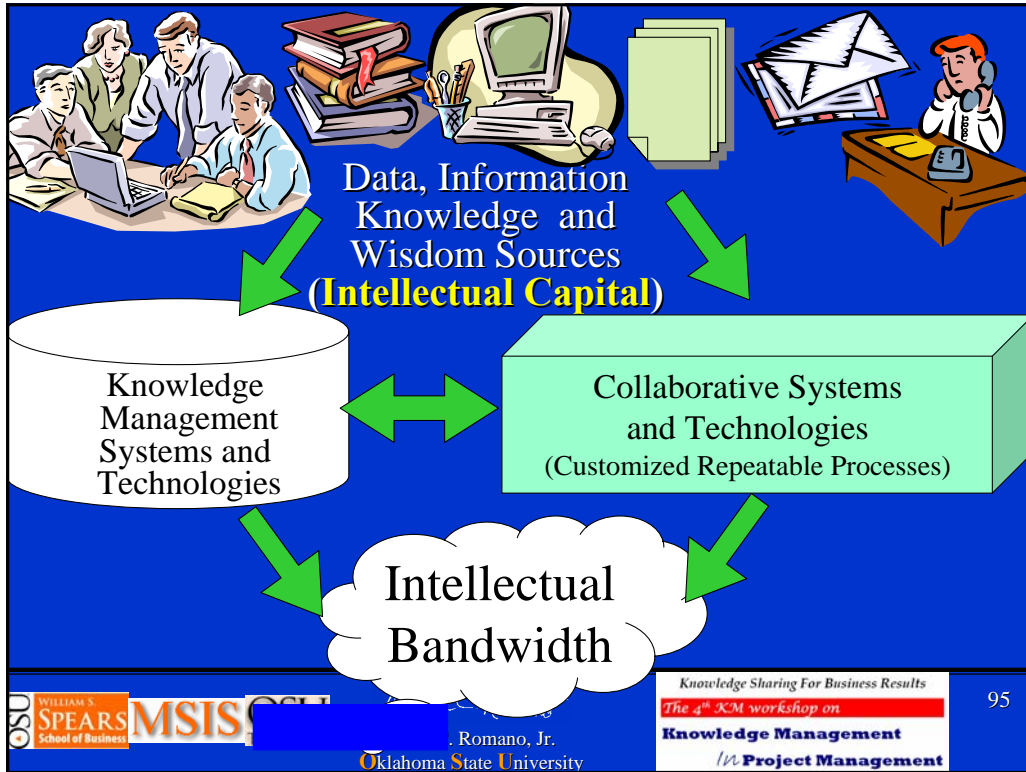 Data, Information
Knowledge and
Wisdom Sources
(Intellectual Capital)
Knowledge
Management
Systems and
Technologies
Collaborative Systems
and Technologies
(Customized Repeatable Processes)
Intellectual
Bandwidth
OSU
WILLIAM S.
SPEARS
School of Business
MSIS
. Romano, Jr.
Oklahoma State University
Knowledge Sharing For Business Results
The 4th KM workshop on
Knowledge Management
In Project Management
95